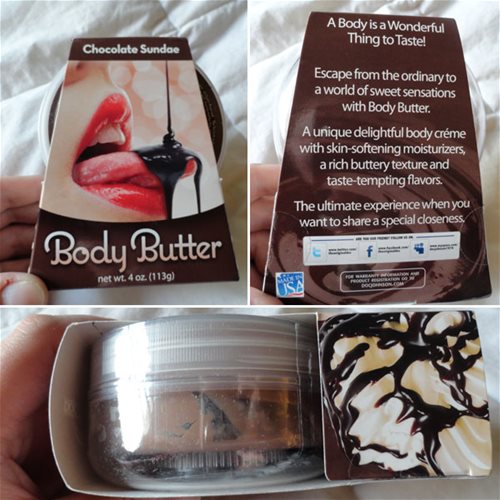 Chocolate Sundae
Body Butter
net wt. 4 oz. (113g)
A Body is a Wonderful
Thing to Taste!
Escape from the ordinary to
a world of sweet sensations
with Body Butter.
A unique delightful body crème
with skin-softening moisturizers,
a rich buttery texture and
taste-tempting flavors.
The ultimate experience when you
want to share a special closeness.
ARE YOU OUR FRIEND? FOLLOW US ON...
MADE IN
USA
FOR WARRANTY INFORMATION AND
PRODUCT REGISTRATION GO TO
DOCJOHNSON.COM